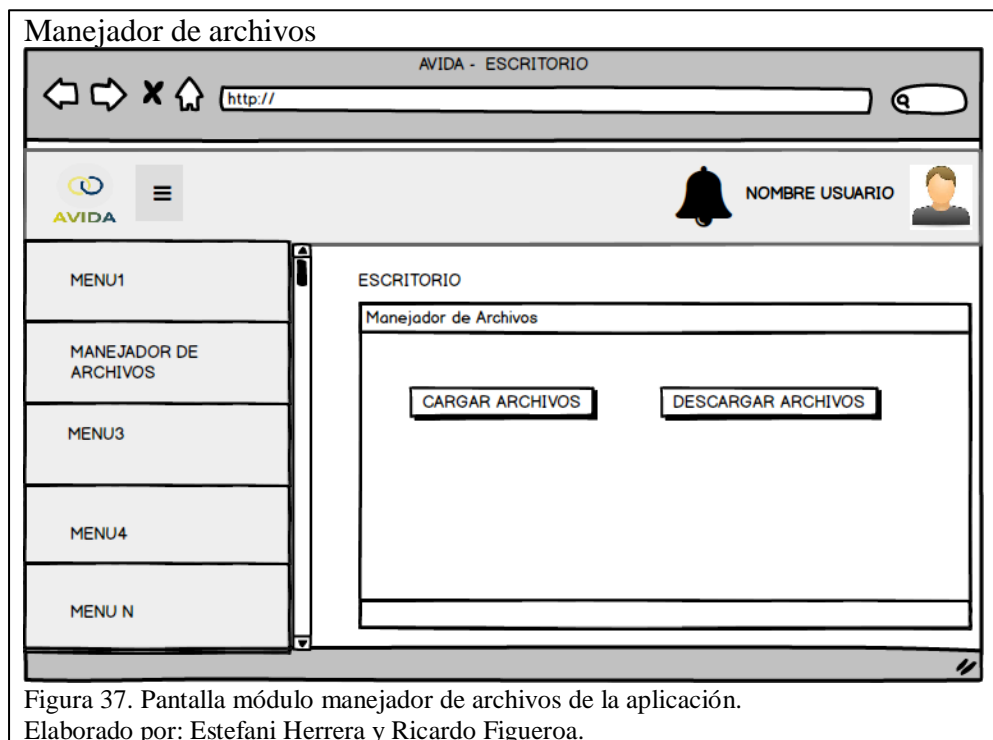 Manejador de archivos
AVIDA - ESCRITORIO
http://
AVIDA
NOMBRE USUARIO
MENU1
MANEJADOR DE
ARCHIVOS
MENU3
MENU4
MENU N
ESCRITORIO
Manejador de Archivos
CARGAR ARCHIVOS
DESCARGAR ARCHIVOS
Figura 37. Pantalla módulo manejador de archivos de la aplicación.
Elaborado por: Estefani Herrera y Ricardo Figueroa.